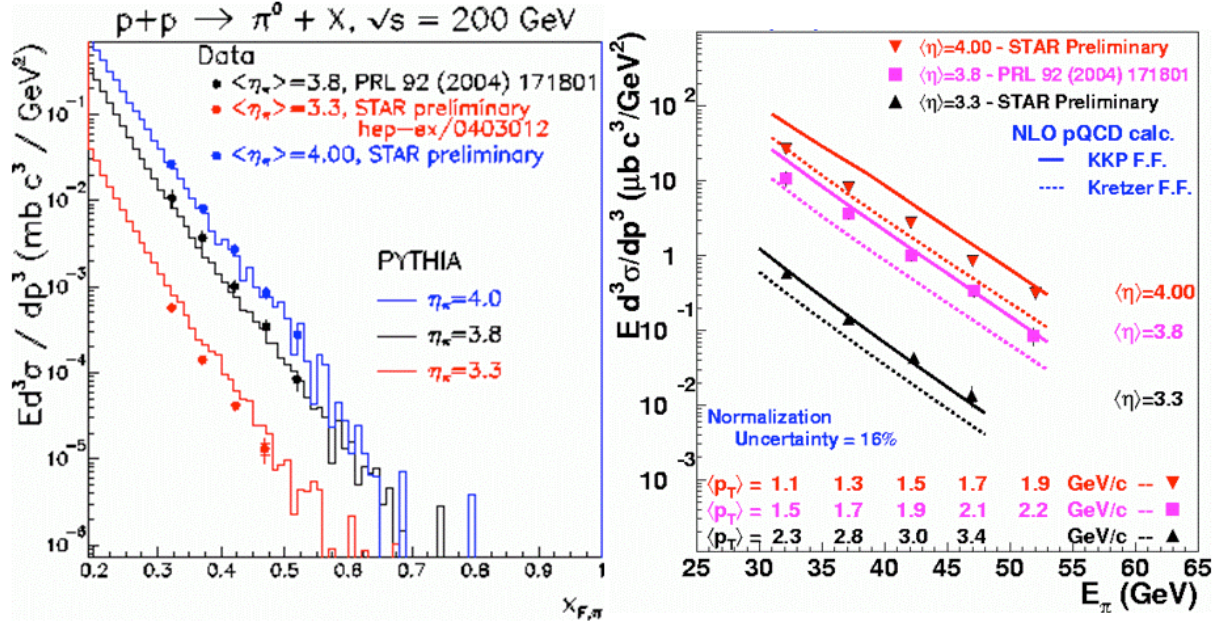 p+p → π⁰ + X, √s = 200 GeV
Data
<η_π>=3.8, PRL 92 (2004) 171801
<η_π>=3.3, STAR preliminary
hep-ex/0403012
<η_π>=4.00, STAR preliminary
PYTHIA
η_π=4.0
η_π=3.8
η_π=3.3
Ed³σ / dp³ (mb c³ / GeV²)
10⁻¹
10⁻²
10⁻³
10⁻⁴
10⁻⁵
10⁻⁶
0.2 0.3 0.4 0.5 0.6 0.7 0.8 0.9 1
x_F,π
⟨η⟩=4.00 - STAR Preliminary
⟨η⟩=3.8 - PRL 92 (2004) 171801
⟨η⟩=3.3 - STAR Preliminary
NLO pQCD calc.
KKP F.F.
Kretzer F.F.
E d³σ/dp³ (μb c³/GeV²)
10²
10
1
10⁻¹
10⁻²
10⁻³
⟨η⟩=4.00
⟨η⟩=3.8
⟨η⟩=3.3
Normalization
Uncertainty = 16%
⟨p_T⟩ = 1.1 1.3 1.5 1.7 1.9 GeV/c --
⟨p_T⟩ = 1.5 1.7 1.9 2.1 2.2 GeV/c --
⟨p_T⟩ = 2.3 2.8 3.0 3.4 GeV/c --
25 30 35 40 45 50 55 60 65
E_π (GeV)